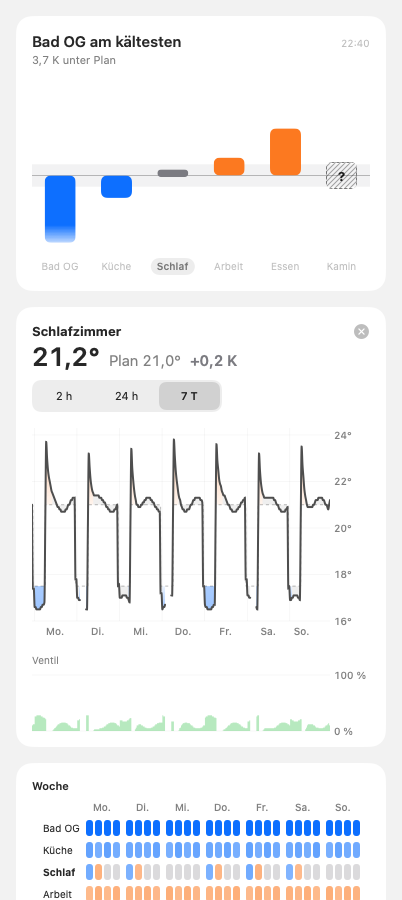 Bad OG am kältesten
22:40
3,7 K unter Plan
?
Bad OG Küche Schlaf Arbeit Essen Kamin
Schlafzimmer
21,2° Plan 21,0° +0,2 K
2 h 24 h 7 T
24°
22°
20°
18°
16°
Mo. Di. Mi. Do. Fr. Sa. So.
Ventil
100 %
0 %
Woche
Mo. Di. Mi. Do. Fr. Sa. So.
Bad OG
Küche
Schlaf
Arbeit